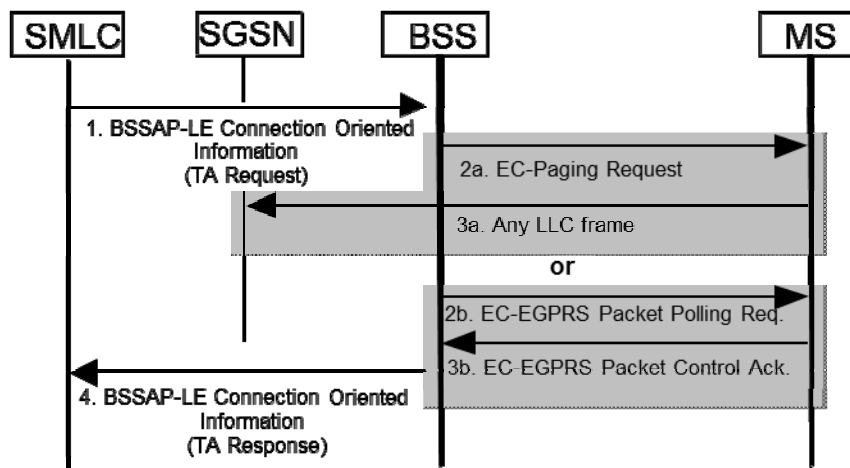 SMLC
SGSN
BSS
MS
1. BSSAP-LE Connection Oriented
Information
(TA Request)
2a. EC-Paging Request
3a. Any LLC frame
or
2b. EC-EGPRS Packet Polling Req.
3b. EC-EGPRS Packet Control Ack.
4. BSSAP-LE Connection Oriented
Information
(TA Response)